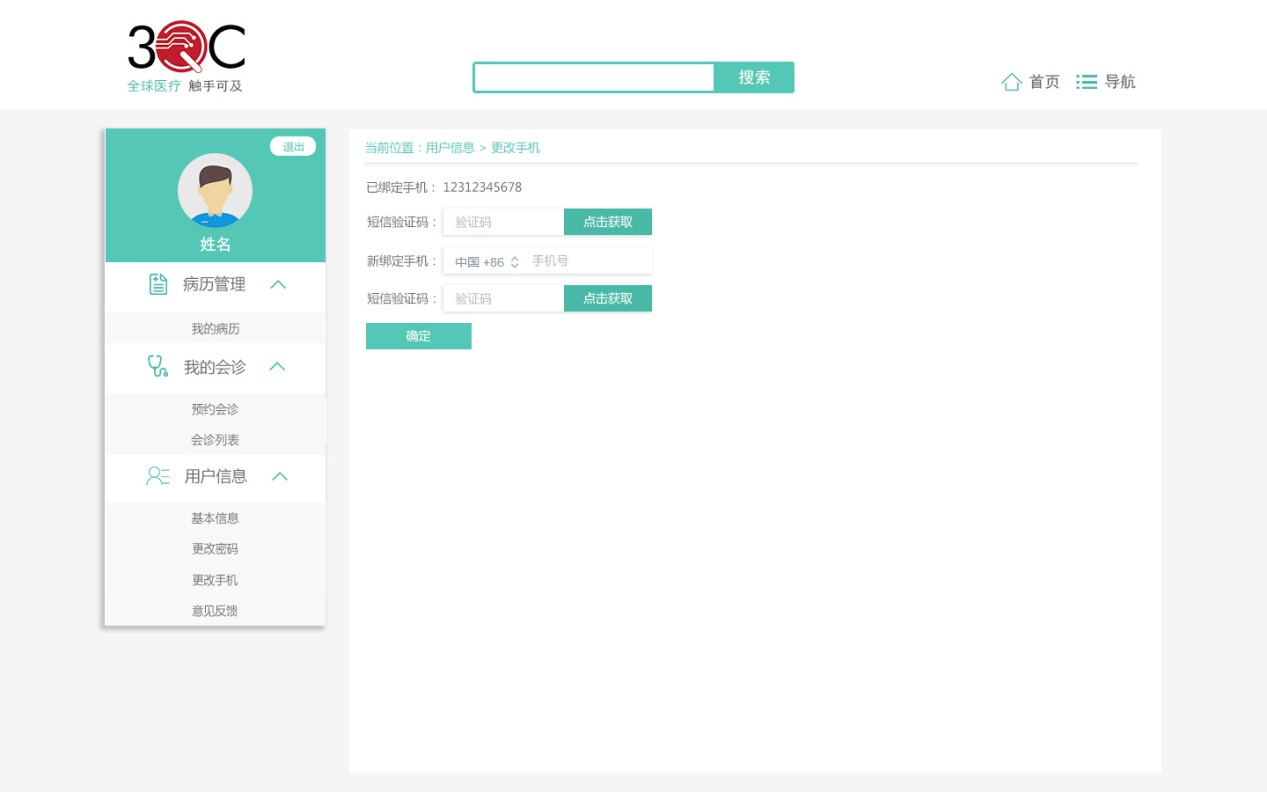 3QC
全球医疗 触手可及
搜索
首页
导航
退出
姓名
病历管理
我的病历
我的会诊
预约会诊
会诊列表
用户信息
基本信息
更改密码
更改手机
意见反馈
当前位置：用户信息 > 更改手机
已绑定手机： 12312345678
短信验证码： 验证码 点击获取
新绑定手机： 中国 +86 手机号
短信验证码： 验证码 点击获取
确定